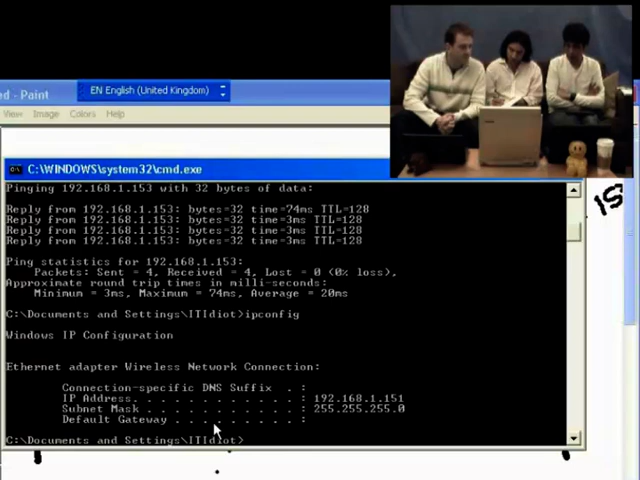 EN English (United Kingdom)
d - Paint
View Image Colors Help
C:\WINDOWS\system32\cmd.exe
Pinging 192.168.1.153 with 32 bytes of data:
Reply from 192.168.1.153: bytes=32 time=74ms TTL=128
Reply from 192.168.1.153: bytes=32 time=3ms TTL=128
Reply from 192.168.1.153: bytes=32 time=3ms TTL=128
Reply from 192.168.1.153: bytes=32 time=3ms TTL=128
Ping statistics for 192.168.1.153:
Packets: Sent = 4, Received = 4, Lost = 0 (0% loss),
Approximate round trip times in milli-seconds:
Minimum = 3ms, Maximum = 74ms, Average = 20ms
C:\Documents and Settings\ITIdiot>ipconfig
Windows IP Configuration
Ethernet adapter Wireless Network Connection:
Connection-specific DNS Suffix . :
IP Address. . . . . . . . . . . . : 192.168.1.151
Subnet Mask . . . . . . . . . . . : 255.255.255.0
Default Gateway . . . . . . . . . :
C:\Documents and Settings\ITIdiot>